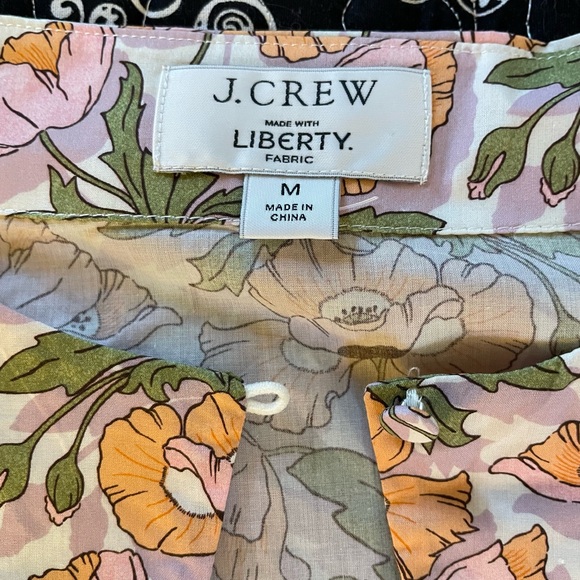 J.CREW
MADE WITH
LIBERTY.
FABRIC
M
MADE IN
CHINA